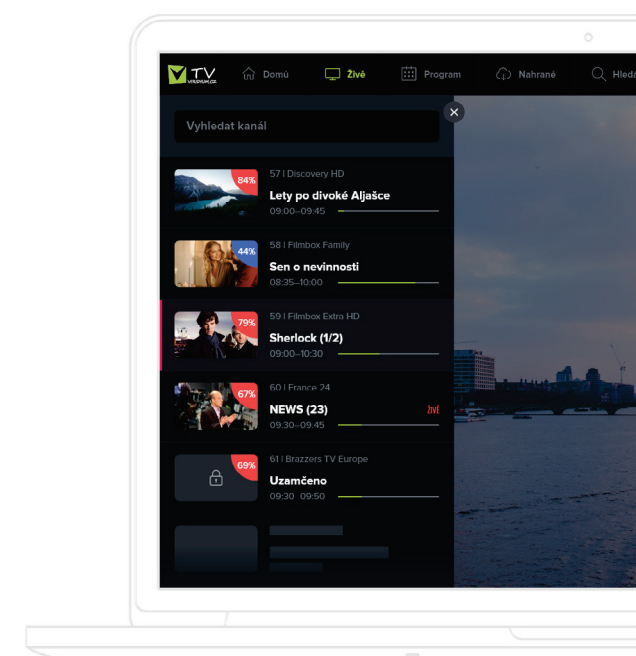 TV
Domů
Živě
Program
Nahrané
Vyhledat kanál
84%
57 | Discovery HD
Lety po divoké Aljašce
09:00–09:45
44%
58 | Filmbox Family
Sen o nevinnosti
08:35–10:00
79%
59 | Filmbox Extra HD
Sherlock (1/2)
09:00–10:30
67%
60 | France 24
NEWS (23)
ŽIVĚ
09:30–09:45
69%
61 | Brazzers TV Europe
Uzamčeno
09:30 09:50